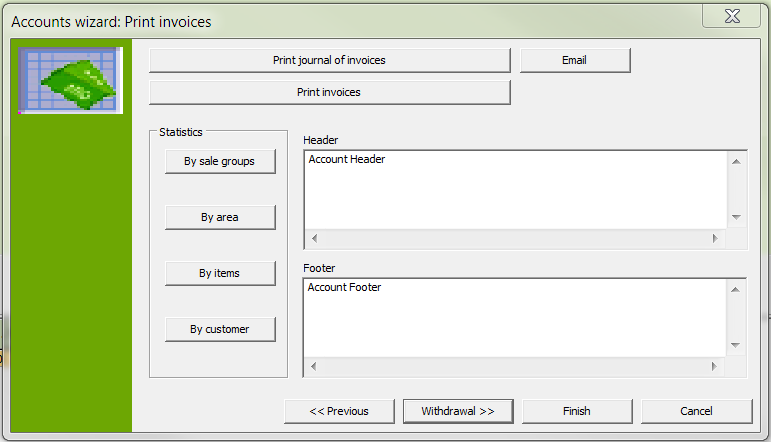 Accounts wizard: Print invoices
Print journal of invoices
Email
Print invoices
Statistics
By sale groups
By area
By items
By customer
Header
Account Header
Footer
Account Footer
<< Previous
Withdrawal >>
Finish
Cancel